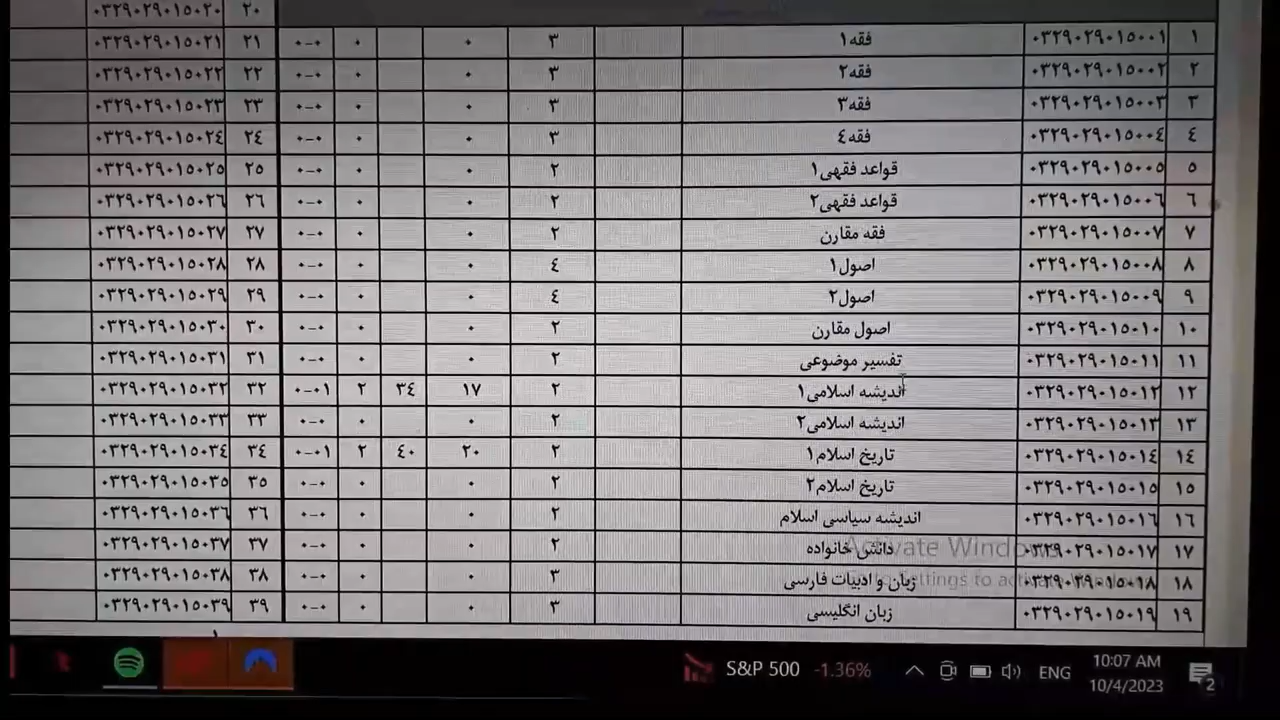 ۰۳۲۹۰۲۹۰۱۵۰۲۰ ۲۰
۱ ۰۳۲۹۰۲۹۰۱۵۰۰۱ فقه۱ ۳ ۰ ۰ ۰-۰ ۲۱ ۰۳۲۹۰۲۹۰۱۵۰۲۱
۲ ۰۳۲۹۰۲۹۰۱۵۰۰۲ فقه۲ ۳ ۰ ۰ ۰-۰ ۲۲ ۰۳۲۹۰۲۹۰۱۵۰۲۲
۳ ۰۳۲۹۰۲۹۰۱۵۰۰۳ فقه۳ ۳ ۰ ۰ ۰-۰ ۲۳ ۰۳۲۹۰۲۹۰۱۵۰۲۳
٤ ۰۳۲۹۰۲۹۰۱۵۰۰٤ فقه٤ ۳ ۰ ۰ ۰-۰ ۲٤ ۰۳۲۹۰۲۹۰۱۵۰۲٤
۵ ۰۳۲۹۰۲۹۰۱۵۰۰۵ قواعد فقهی۱ ۲ ۰ ۰ ۰-۰ ۲۵ ۰۳۲۹۰۲۹۰۱۵۰۲۵
٦ ۰۳۲۹۰۲۹۰۱۵۰۰٦ قواعد فقهی۲ ۲ ۰ ۰ ۰-۰ ۲٦ ۰۳۲۹۰۲۹۰۱۵۰۲٦
۷ ۰۳۲۹۰۲۹۰۱۵۰۰۷ فقه مقارن ۲ ۰ ۰ ۰-۰ ۲۷ ۰۳۲۹۰۲۹۰۱۵۰۲۷
۸ ۰۳۲۹۰۲۹۰۱۵۰۰۸ اصول۱ ٤ ۰ ۰ ۰-۰ ۲۸ ۰۳۲۹۰۲۹۰۱۵۰۲۸
۹ ۰۳۲۹۰۲۹۰۱۵۰۰۹ اصول۲ ٤ ۰ ۰ ۰-۰ ۲۹ ۰۳۲۹۰۲۹۰۱۵۰۲۹
۱۰ ۰۳۲۹۰۲۹۰۱۵۰۱۰ اصول مقارن ۲ ۰ ۰ ۰-۰ ۳۰ ۰۳۲۹۰۲۹۰۱۵۰۳۰
۱۱ ۰۳۲۹۰۲۹۰۱۵۰۱۱ تفسیر موضوعی ۲ ۰ ۰ ۰-۰ ۳۱ ۰۳۲۹۰۲۹۰۱۵۰۳۱
۱۲ ۰۳۲۹۰۲۹۰۱۵۰۱۲ اندیشه اسلامی۱ ۲ ۱۷ ۳٤ ۲ ۰-۰۱ ۳۲ ۰۳۲۹۰۲۹۰۱۵۰۳۲
۱۳ ۰۳۲۹۰۲۹۰۱۵۰۱۳ اندیشه اسلامی۲ ۲ ۰ ۰ ۰-۰ ۳۳ ۰۳۲۹۰۲۹۰۱۵۰۳۳
۱٤ ۰۳۲۹۰۲۹۰۱۵۰۱٤ تاریخ اسلام۱ ۲ ۲۰ ٤۰ ۲ ۰-۰۱ ۳٤ ۰۳۲۹۰۲۹۰۱۵۰۳٤
۱۵ ۰۳۲۹۰۲۹۰۱۵۰۱۵ تاریخ اسلام۲ ۲ ۰ ۰ ۰-۰ ۳۵ ۰۳۲۹۰۲۹۰۱۵۰۳۵
۱٦ ۰۳۲۹۰۲۹۰۱۵۰۱٦ اندیشه سیاسی اسلام ۲ ۰ ۰ ۰-۰ ۳٦ ۰۳۲۹۰۲۹۰۱۵۰۳٦
۱۷ ۰۳۲۹۰۲۹۰۱۵۰۱۷ دانش خانواده ۲ ۰ ۰ ۰-۰ ۳۷ ۰۳۲۹۰۲۹۰۱۵۰۳۷
Activate Windows
۱۸ ۰۳۲۹۰۲۹۰۱۵۰۱۸ زبان و ادبیات فارسی ۳ ۰ ۰ ۰-۰ ۳۸ ۰۳۲۹۰۲۹۰۱۵۰۳۸
Settings to
۱۹ ۰۳۲۹۰۲۹۰۱۵۰۱۹ زبان انگلیسی ۳ ۰ ۰ ۰-۰ ۳۹ ۰۳۲۹۰۲۹۰۱۵۰۳۹
S&P 500 -1.36% ENG 10:07 AM
10/4/2023 2